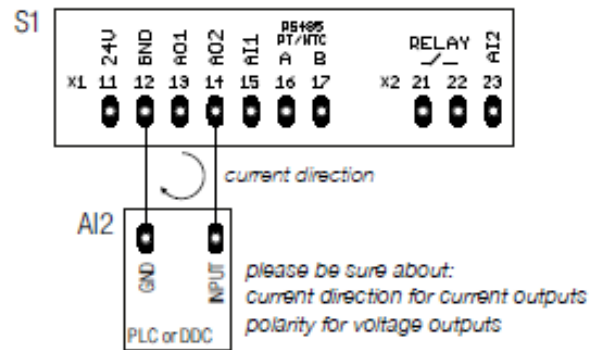 S1
RS485
PT/NTC
24V GND AO1 AO2 AI1 A B RELAY AI2
X1 11 12 13 14 15 16 17 X2 21 22 23
current direction
AI2
GND INPUT
please be sure about:
current direction for current outputs
polarity for voltage outputs
PLC or DDC